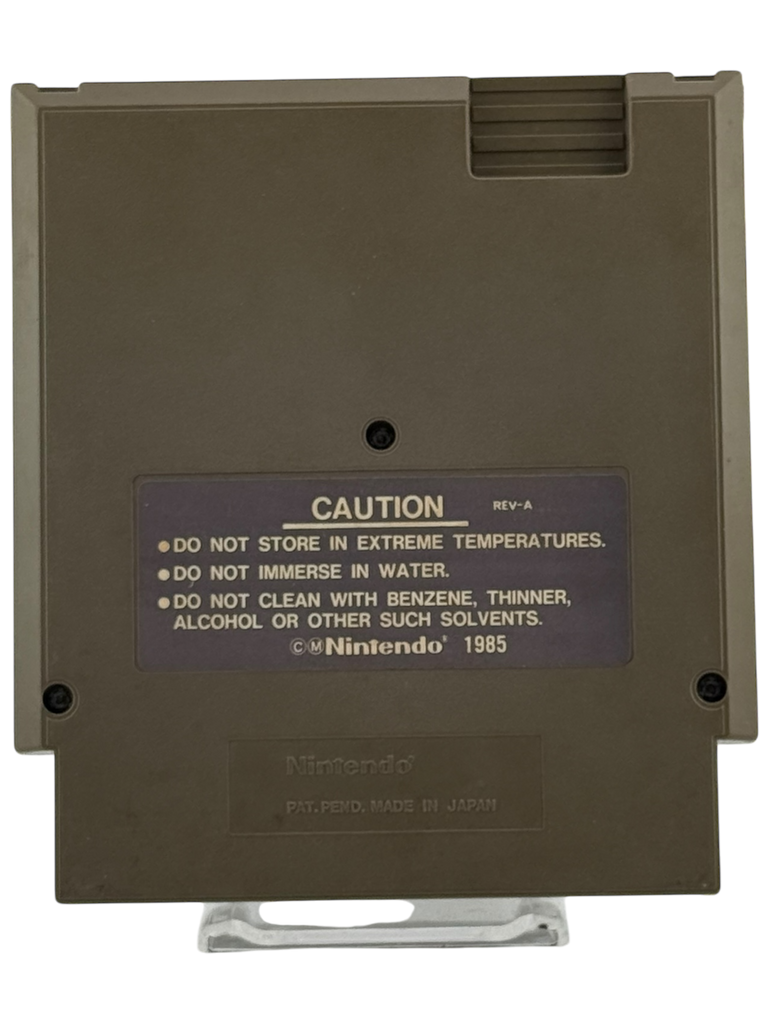 CAUTION REV-A
●DO NOT STORE IN EXTREME TEMPERATURES.
●DO NOT IMMERSE IN WATER.
●DO NOT CLEAN WITH BENZENE, THINNER,
ALCOHOL OR OTHER SUCH SOLVENTS.
ⒸⓂNintendo® 1985
Nintendo®
PAT. PEND. MADE IN JAPAN